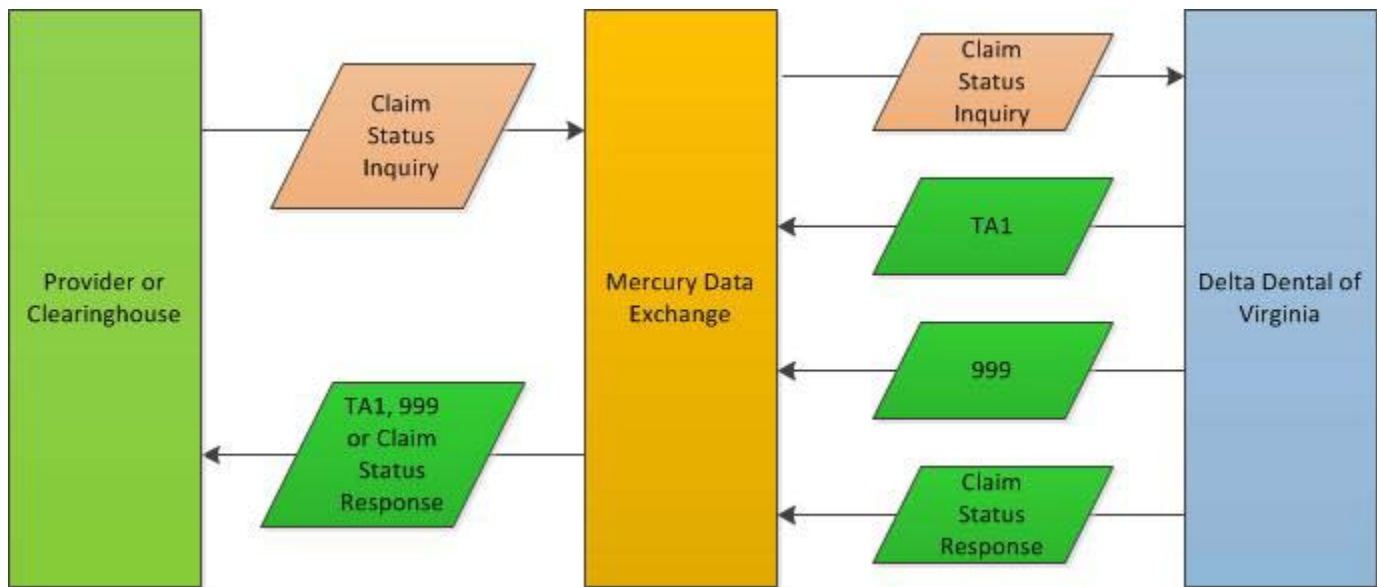 Claim
Status
Inquiry
Claim
Status
Inquiry
TA1
Provider or
Clearinghouse
Mercury Data
Exchange
Delta Dental of
Virginia
999
TA1, 999
or Claim
Status
Response
Claim
Status
Response